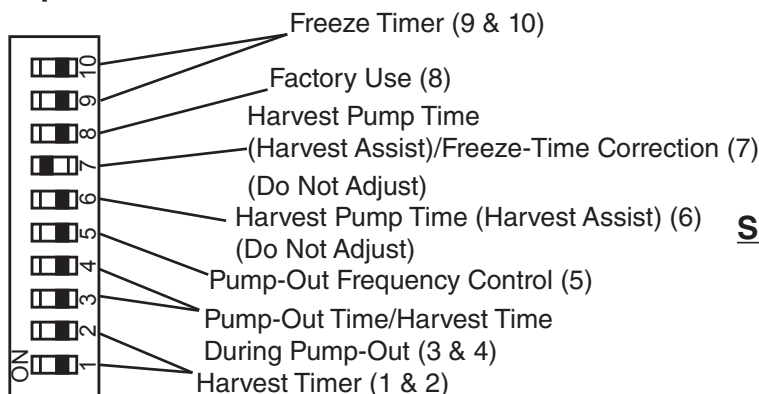 Freeze Timer (9 & 10)
Factory Use (8)
Harvest Pump Time
(Harvest Assist)/Freeze-Time Correction (7)
(Do Not Adjust)
Harvest Pump Time (Harvest Assist) (6)
(Do Not Adjust)
Pump-Out Frequency Control (5)
Pump-Out Time/Harvest Time
During Pump-Out (3 & 4)
Harvest Timer (1 & 2)
10
9
8
7
6
5
4
3
2
1
ON
S